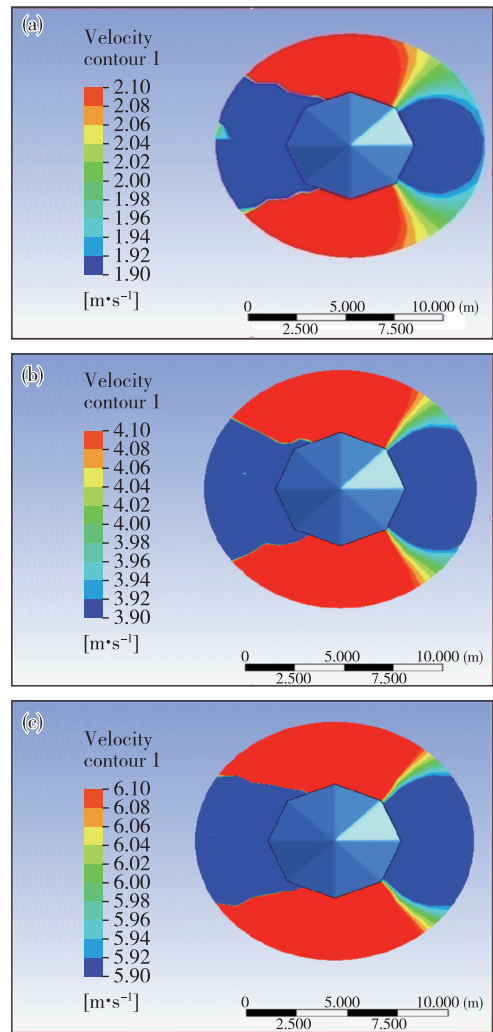 (a)
Velocity
contour 1
2.10
2.08
2.06
2.04
2.02
2.00
1.98
1.96
1.94
1.92
1.90
[m•s⁻¹]
0 5.000 10.000 (m)
2.500 7.500
(b)
Velocity
contour 1
4.10
4.08
4.06
4.04
4.02
4.00
3.98
3.96
3.94
3.92
3.90
[m•s⁻¹]
0 5.000 10.000 (m)
2.500 7.500
(c)
Velocity
contour 1
6.10
6.08
6.06
6.04
6.02
6.00
5.98
5.96
5.94
5.92
5.90
[m•s⁻¹]
0 5.000 10.000 (m)
2.500 7.500